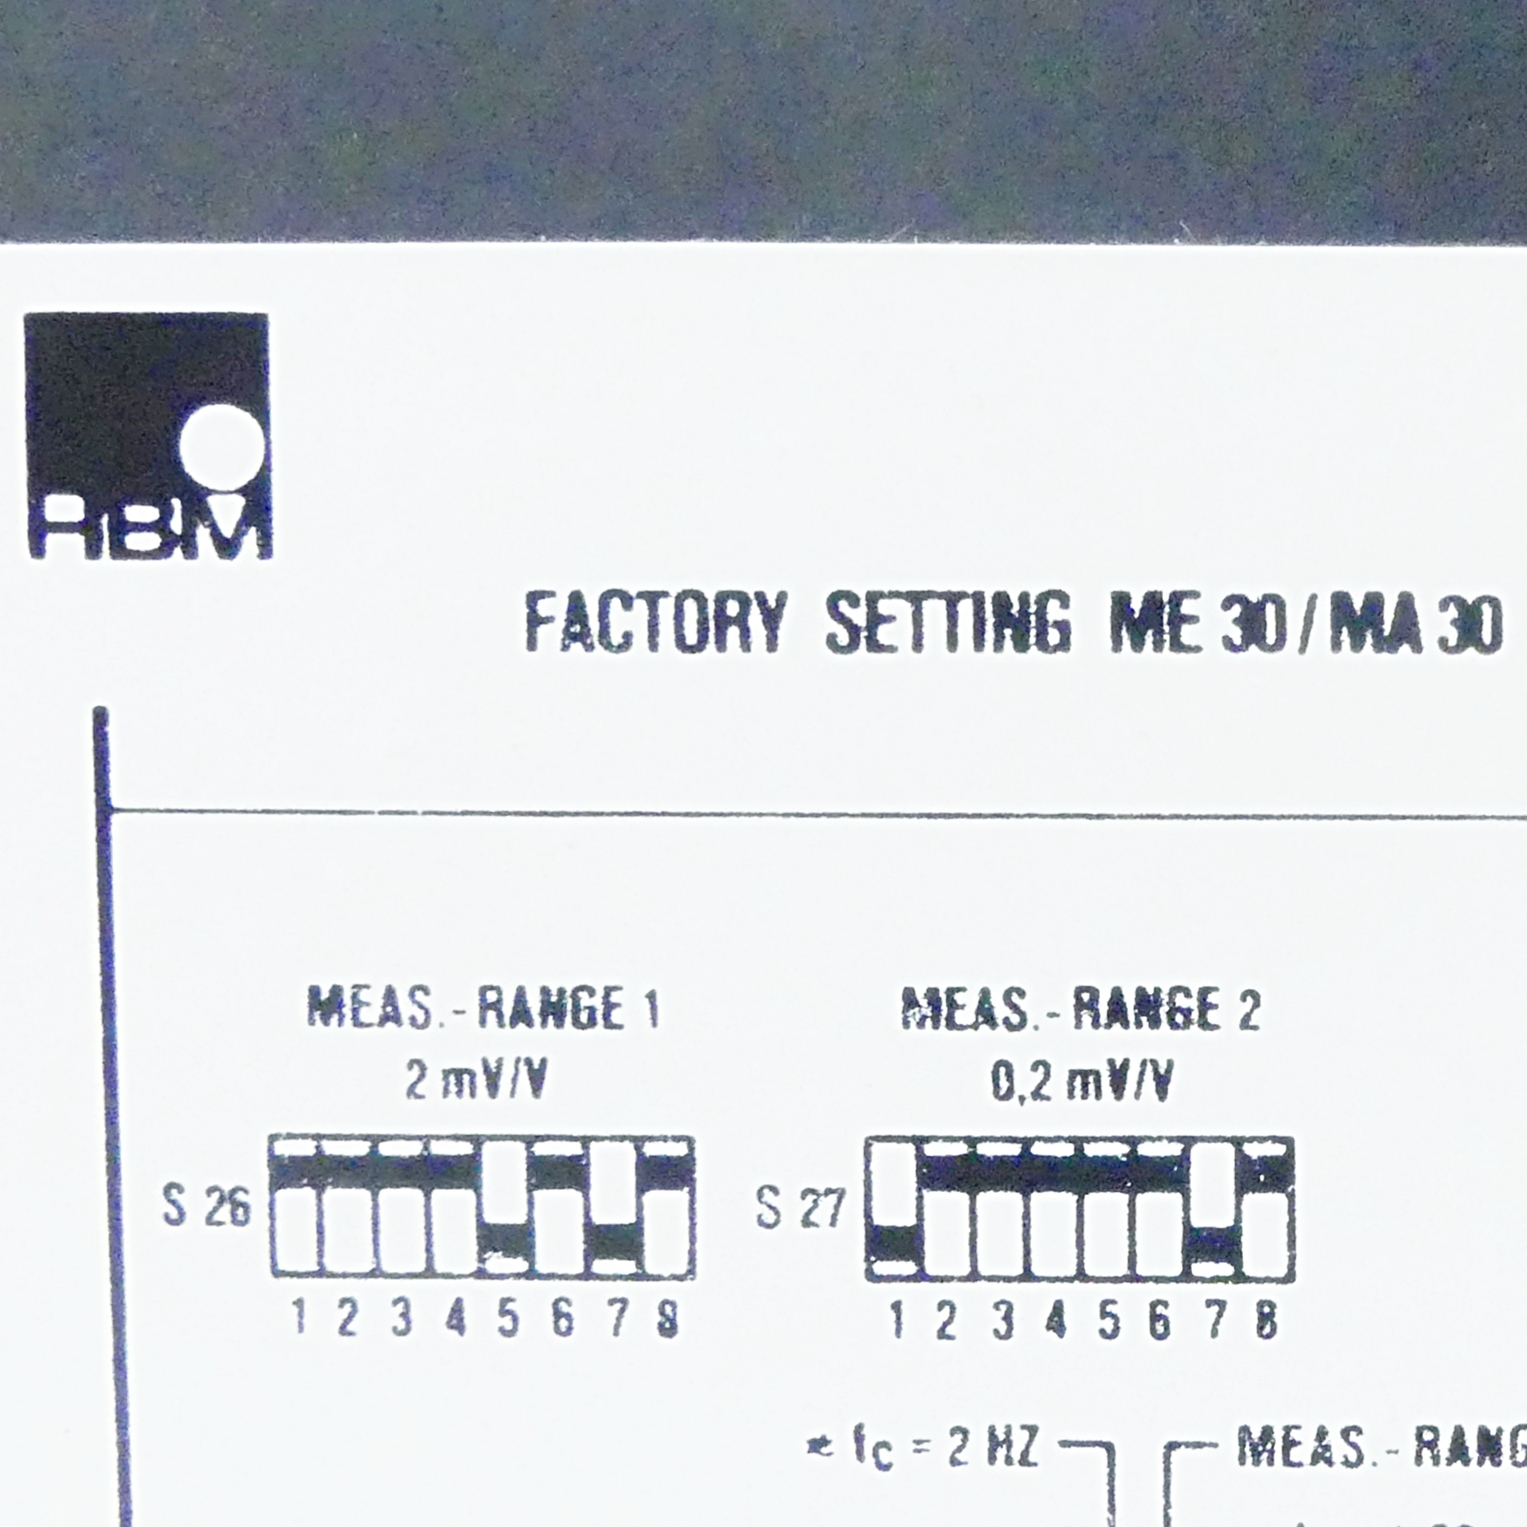 HBM
FACTORY SETTING ME 30/MA 30
MEAS.-RANGE 1
2 mV/V
MEAS.-RANGE 2
0,2 mV/V
S 26
S 27
1 2 3 4 5 6 7 8
1 2 3 4 5 6 7 8
* fc = 2 HZ
MEAS.-RANG